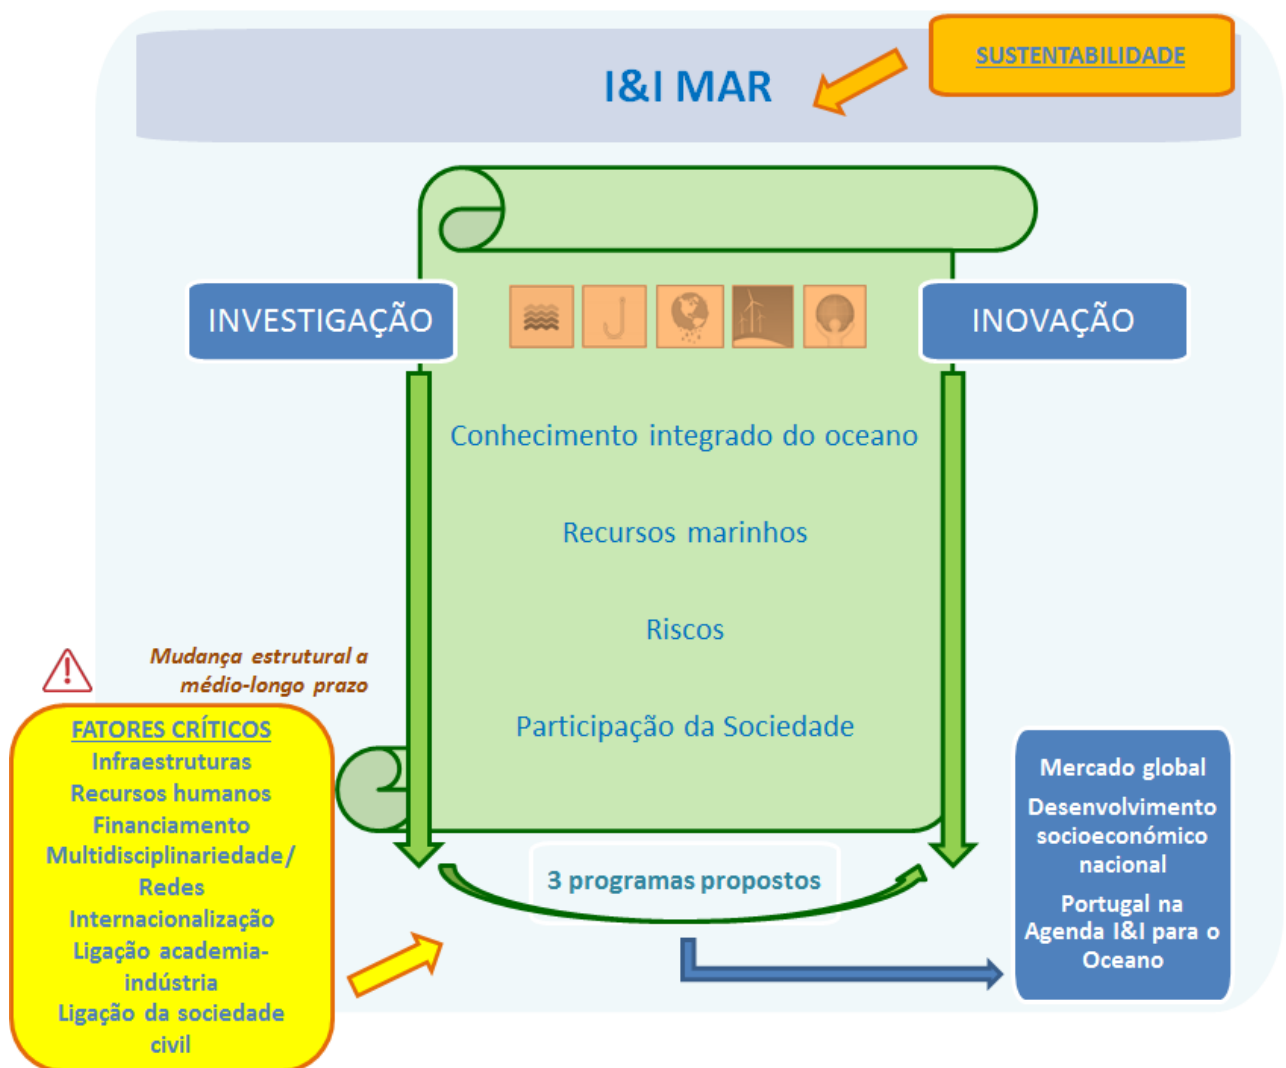 SUSTENTABILIDADE
I&I MAR
INVESTIGAÇÃO
INOVAÇÃO
Conhecimento integrado do oceano
Recursos marinhos
Riscos
Participação da Sociedade
Mudança estrutural a
médio-longo prazo
FATORES CRÍTICOS
Infraestruturas
Recursos humanos
Financiamento
Multidisciplinariedade/
Redes
Internacionalização
Ligação academia-
indústria
Ligação da sociedade
civil
3 programas propostos
Mercado global
Desenvolvimento
socioeconómico
nacional
Portugal na
Agenda I&I para o
Oceano